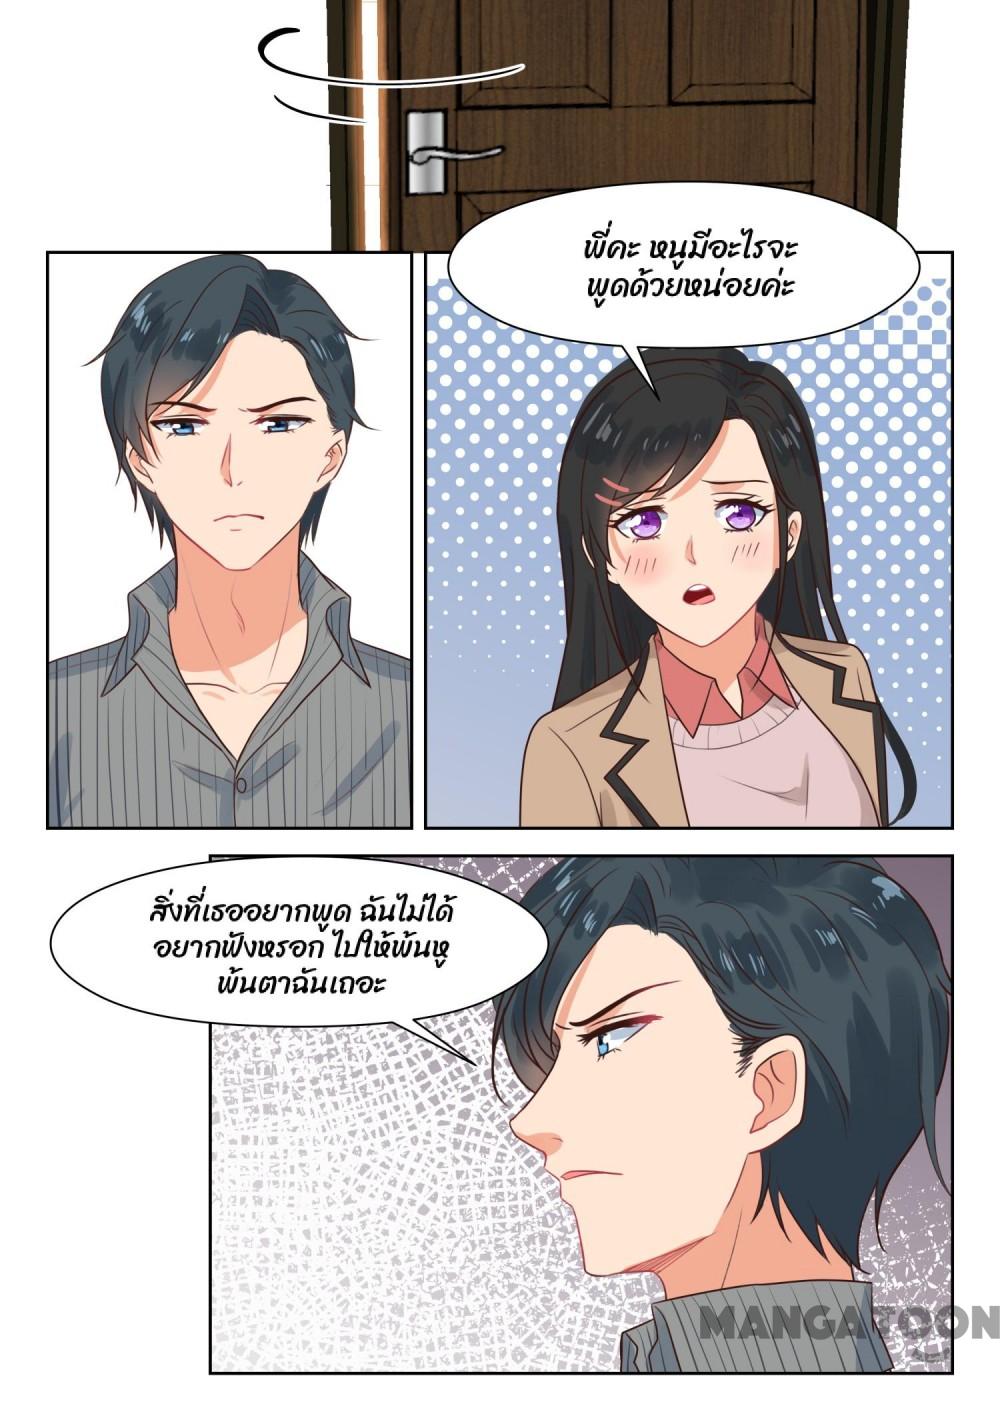 พี่คะ หนูมีอะไรจะ
พูดด้วยหน่อยค่ะ
สิ่งที่เธออยากพูด ฉันไม่ได้
อยากฟังหรอก ไปให้พ้นหู
พ้นตาฉันเถอะ
MANGATOON